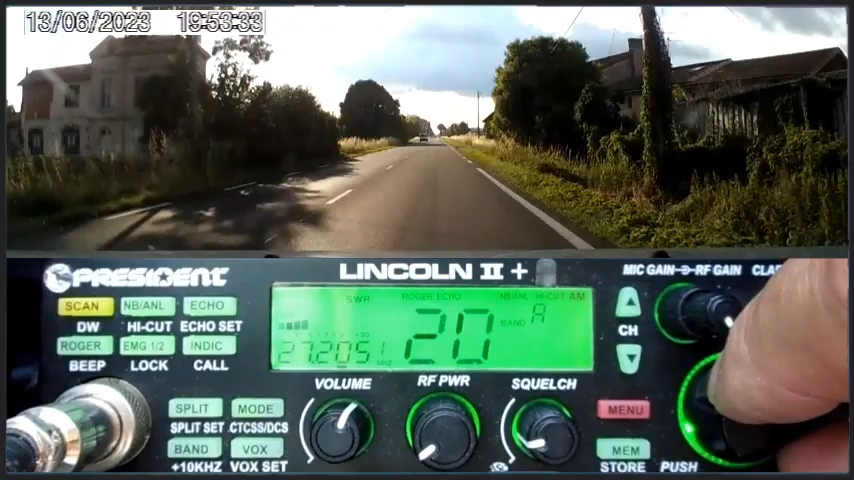 13/06/2023 19:53:33
PRESIDENT LINCOLN II + MIC GAIN RF GAIN CLAR
SCAN NB/ANL ECHO
DW HI-CUT ECHO SET
ROGER EMG 1/2 INDIC
BEEP LOCK CALL
SWR ROGER ECHO NB/ANL HI-CUT AM
20 BAND A
27.2051
CH
VOLUME RF PWR SQUELCH
SPLIT MODE
SPLIT SET CTCSS/DCS
BAND VOX
+10KHZ VOX SET
MENU
MEM
STORE PUSH